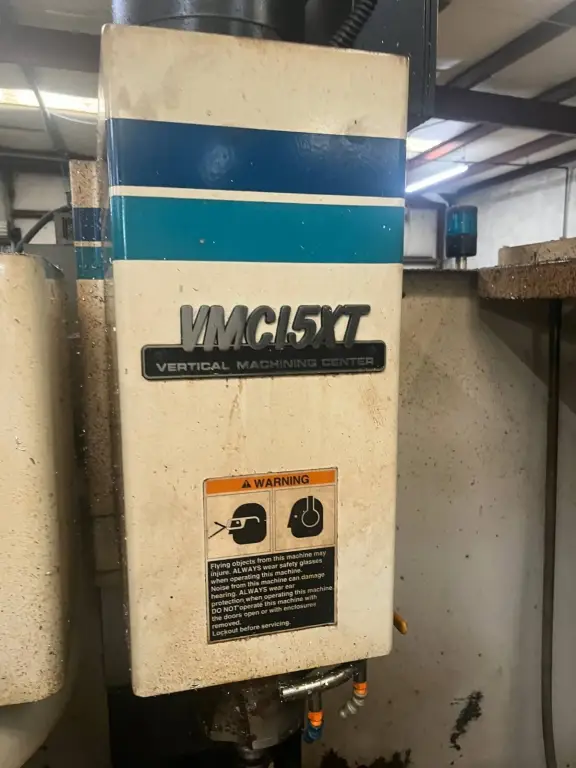 VMC15XT
VERTICAL MACHINING CENTER
WARNING
Flying objects from this machine may
injure. ALWAYS wear safety glasses
when operating this machine.
Noise from this machine can damage
hearing. ALWAYS wear ear
protection when operating this machine.
DO NOT operate this machine with
the doors open or with enclosures
removed.
Lockout before servicing.